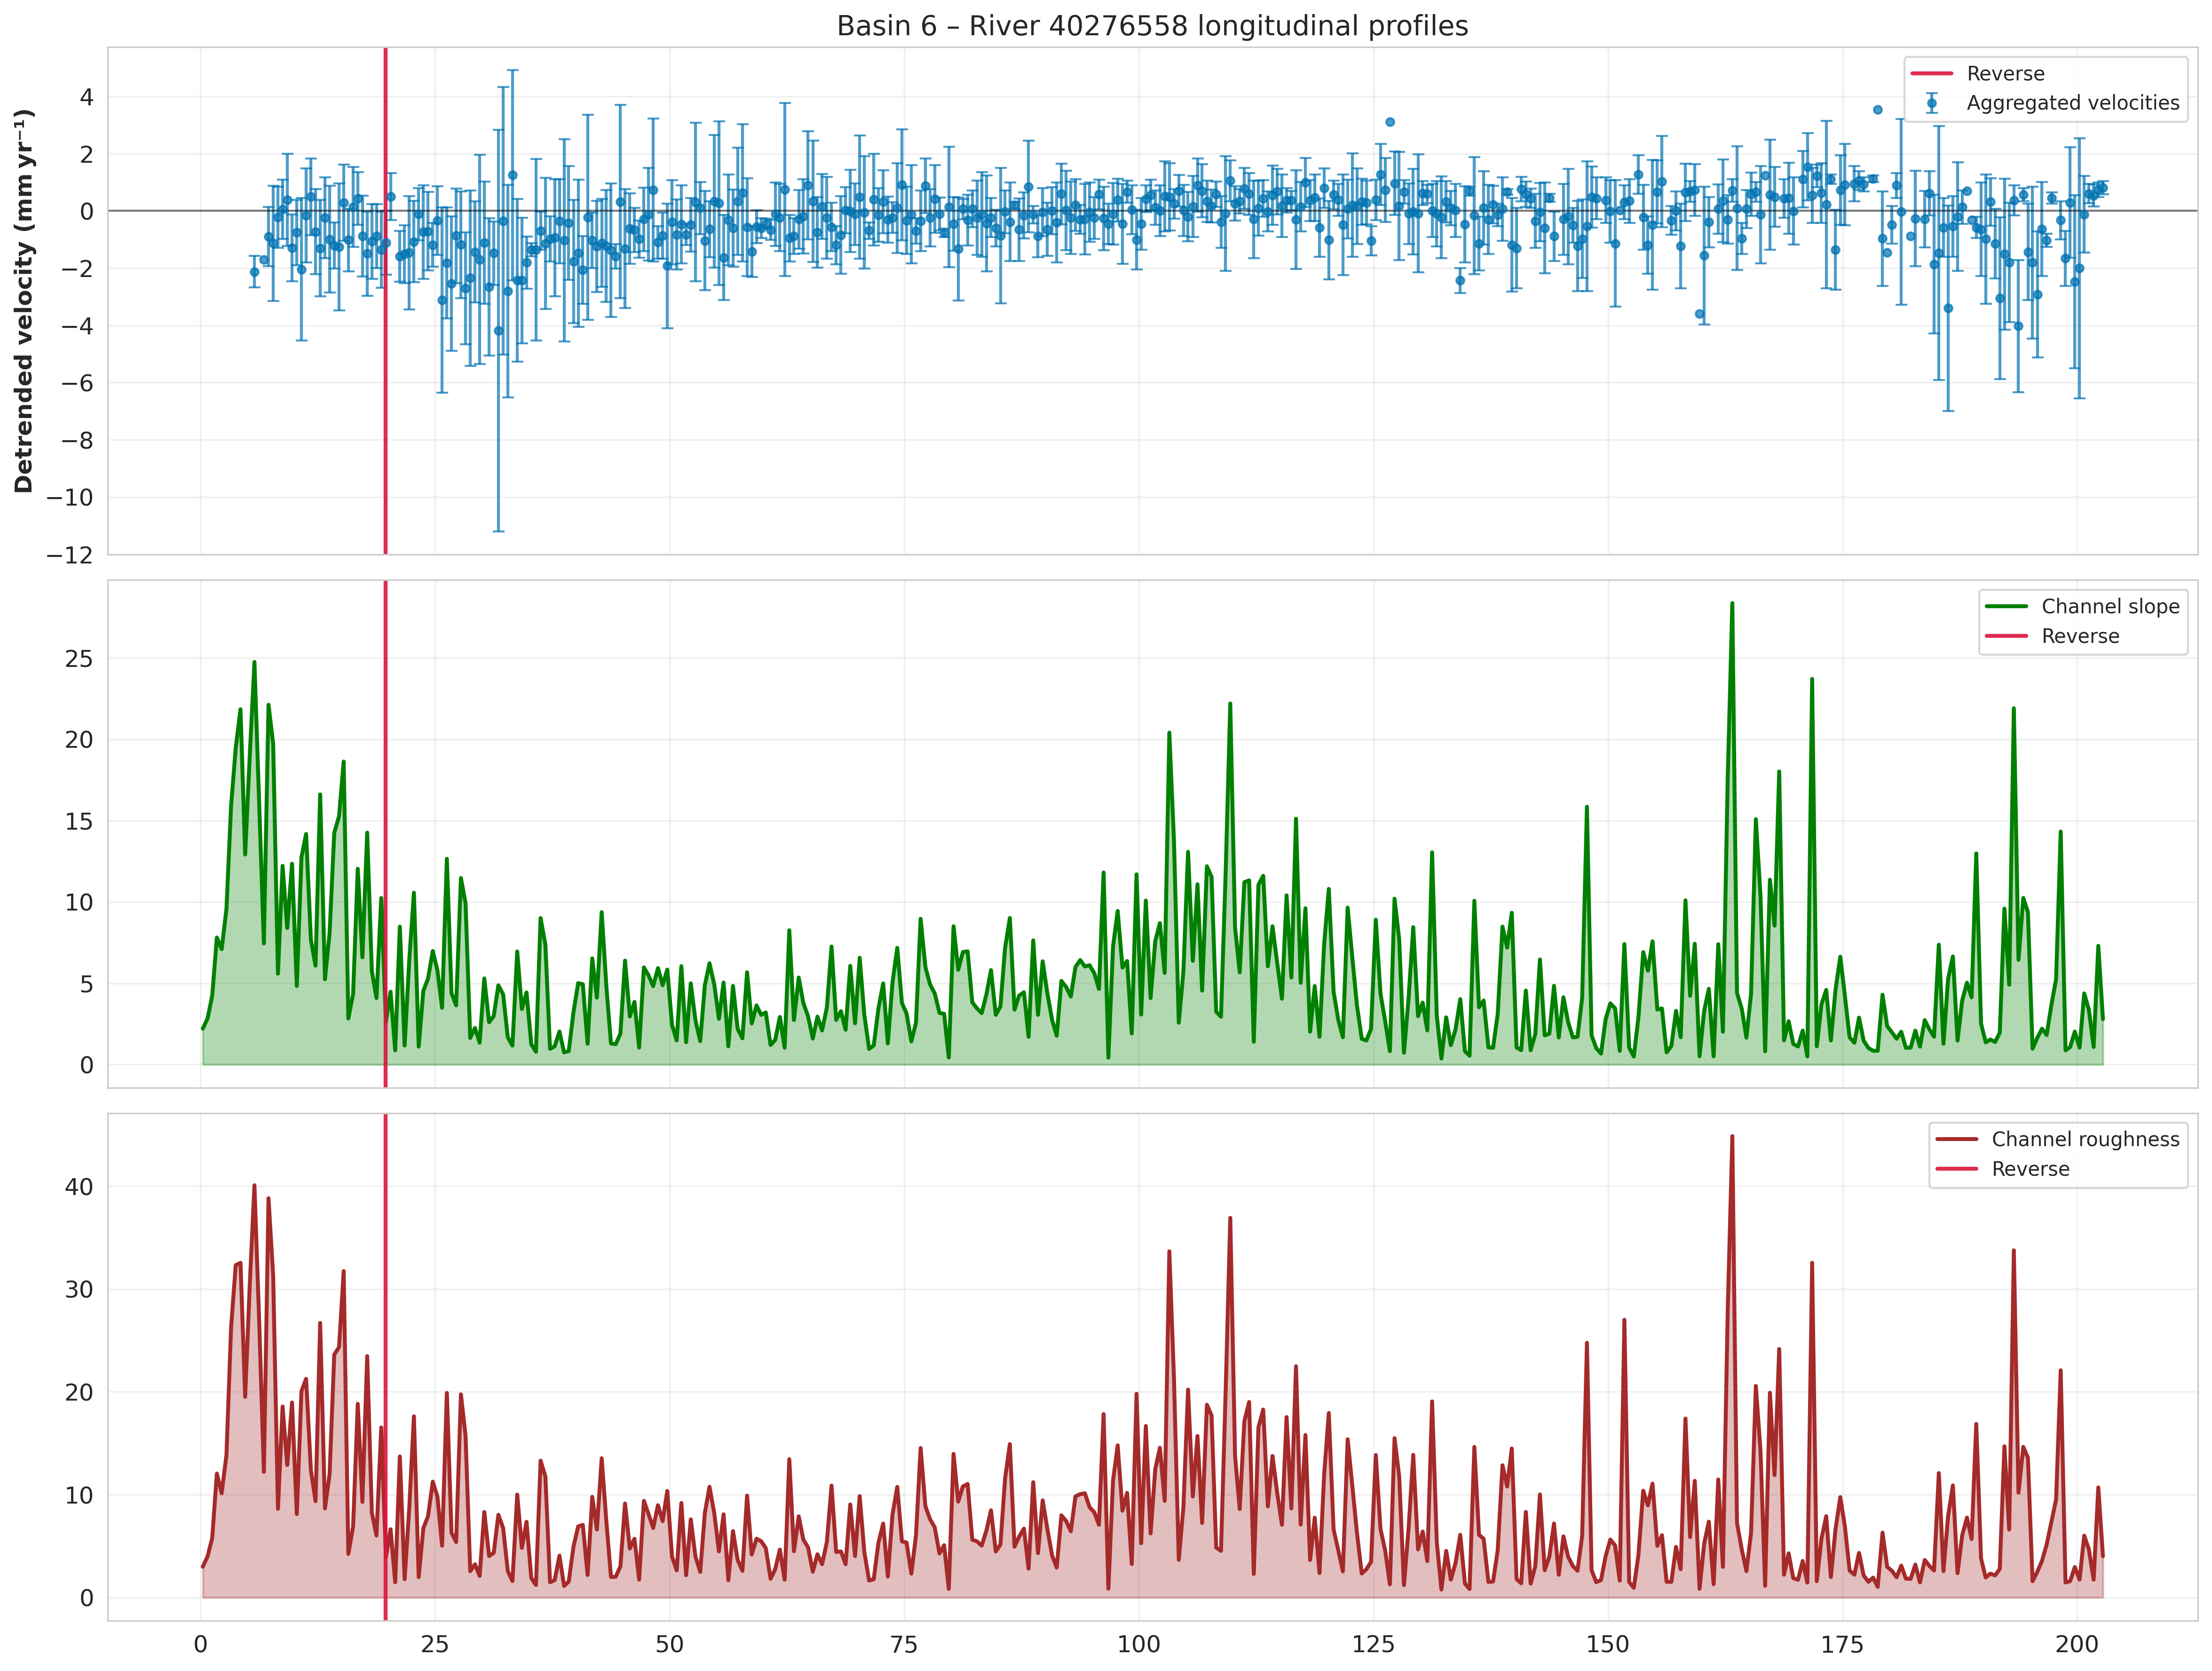 Basin 6 – River 40276558 longitudinal profiles
Detrended velocity (mm yr⁻¹)
4
2
0
−2
−4
−6
−8
−10
−12
Reverse
Aggregated velocities
25
20
15
10
5
0
Channel slope
Reverse
40
30
20
10
0
Channel roughness
Reverse
0 25 50 75 100 125 150 175 200